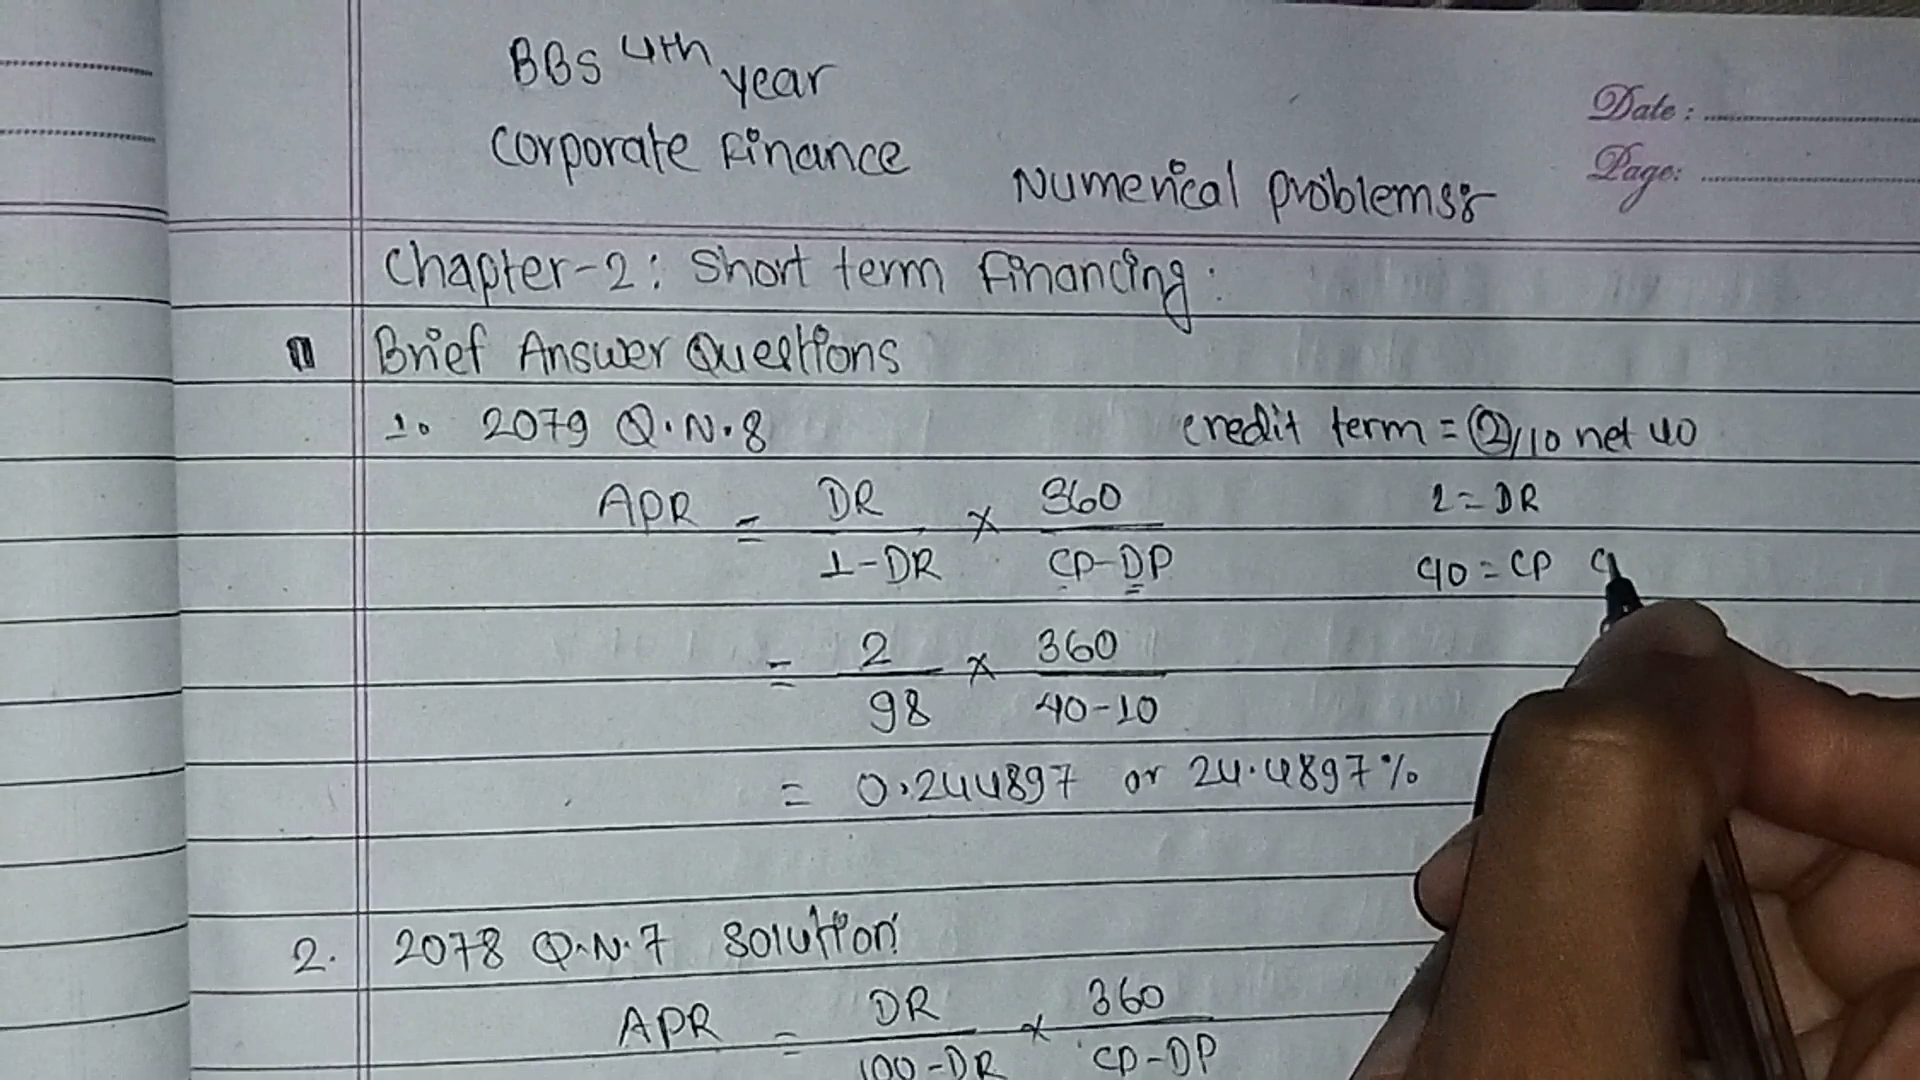 BBS 4th year
Corporate Finance
Numerical problems:
Date:
Page:
Chapter-2: Short term Financing:
Brief Answer Questions
1. 2079 Q.N.8
credit term = 2/10 net 40
APR = DR / 1-DR × 360 / CP-DP
2 = DR
40 = CP
= 2 / 98 × 360 / 40-10
= 0.244897 or 24.4897%
2. 2078 Q.N.7 Solution:
APR = DR / 100-DR × 360 / CP-DP